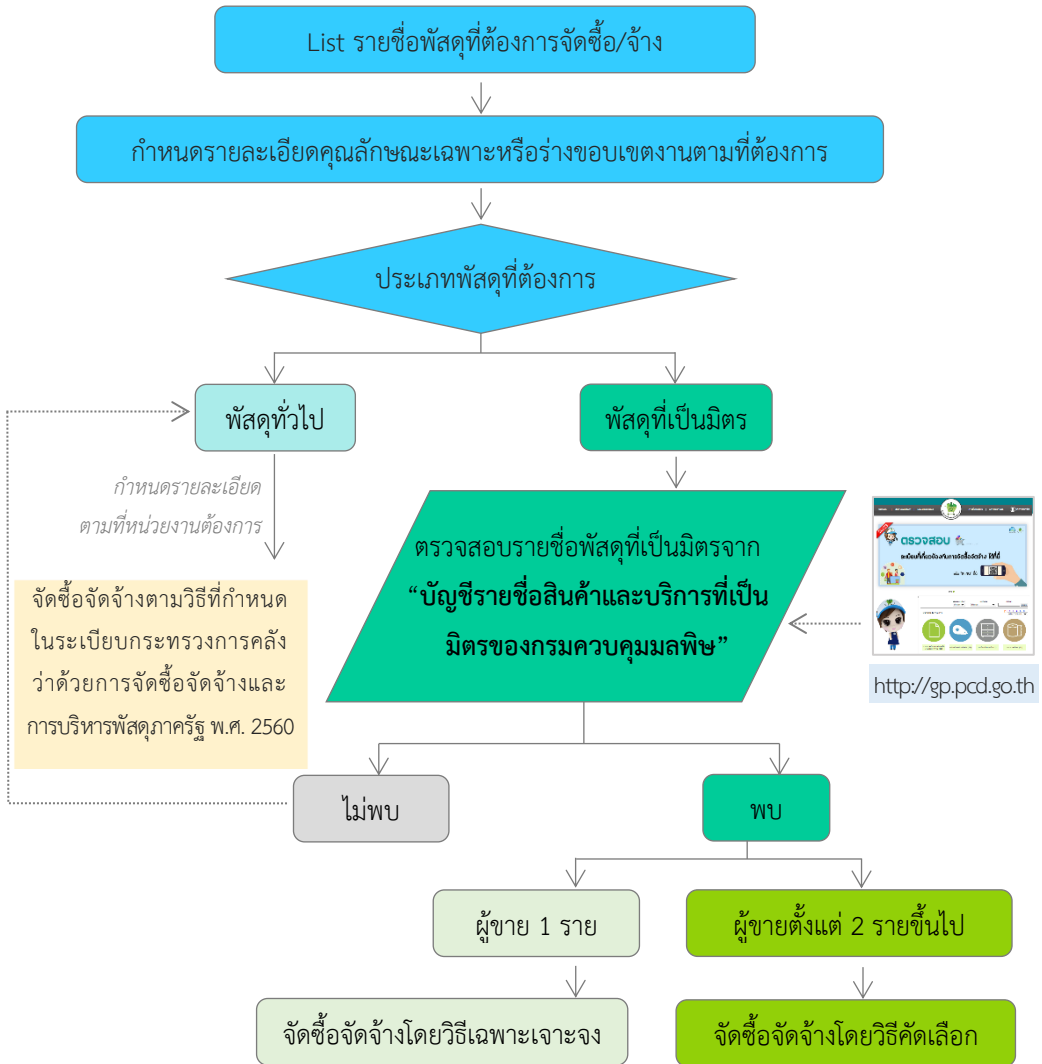 List รายชื่อพัสดุที่ต้องการจัดซื้อ/จ้าง
กำหนดรายละเอียดคุณลักษณะเฉพาะหรือร่างขอบเขตงานตามที่ต้องการ
ประเภทพัสดุที่ต้องการ
พัสดุทั่วไป
พัสดุที่เป็นมิตร
กำหนดรายละเอียด
ตามที่หน่วยงานต้องการ
จัดซื้อจัดจ้างตามวิธีที่กำหนด
ในระเบียบกระทรวงการคลัง
ว่าด้วยการจัดซื้อจัดจ้างและ
การบริหารพัสดุภาครัฐ พ.ศ. 2560
ตรวจสอบรายชื่อพัสดุที่เป็นมิตรจาก
“บัญชีรายชื่อสินค้าและบริการที่เป็น
มิตรของกรมควบคุมมลพิษ”
ตรวจสอบ
http://gp.pcd.go.th
ไม่พบ
พบ
ผู้ขาย 1 ราย
ผู้ขายตั้งแต่ 2 รายขึ้นไป
จัดซื้อจัดจ้างโดยวิธีเฉพาะเจาะจง
จัดซื้อจัดจ้างโดยวิธีคัดเลือก